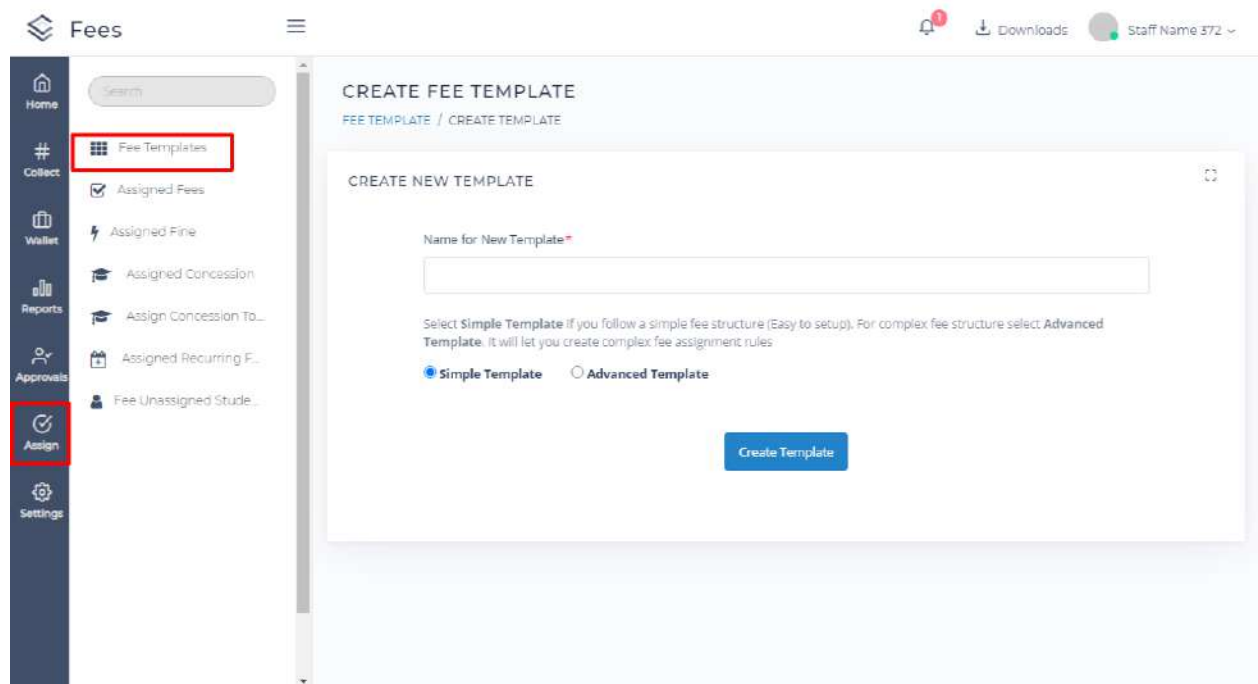 Fees
1
Downloads
Staff Name 372
Home
Collect
Wallet
Reports
Approvals
Assign
Settings
Search
Fee Templates
Assigned Fees
Assigned Fine
Assigned Concession
Assign Concession To...
Assigned Recurring F...
Fee Unassigned Stude...
CREATE FEE TEMPLATE
FEE TEMPLATE / CREATE TEMPLATE
CREATE NEW TEMPLATE
Name for New Template*
Select Simple Template if you follow a simple fee structure (Easy to setup). For complex fee structure select Advanced
Template. It will let you create complex fee assignment rules
Simple Template
Advanced Template
Create Template